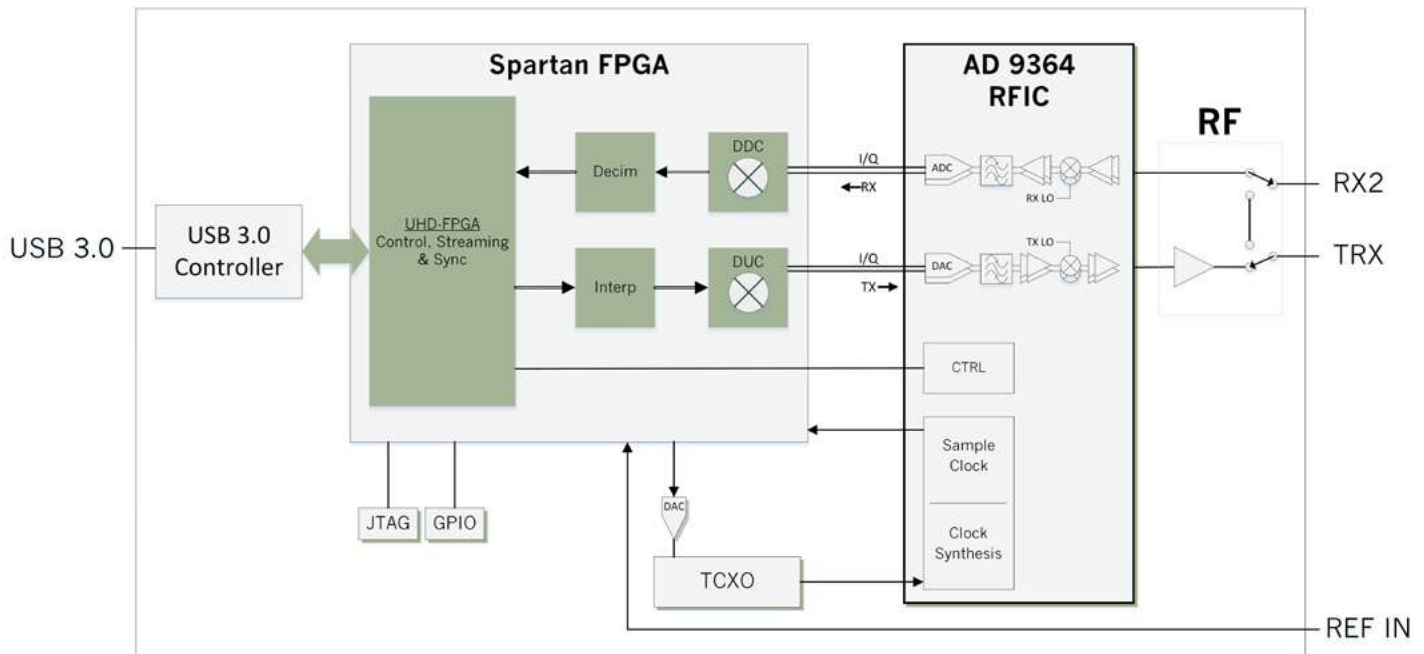 Spartan FPGA
AD 9364
RFIC
RF
DDC
Decim
I/Q
RX
ADC
RX LO
RX2
UHD-FPGA
Control, Streaming
& Sync
USB 3.0
USB 3.0
Controller
DUC
Interp
I/Q
TX
TX LO
DAC
TRX
CTRL
Sample
Clock
Clock
Synthesis
JTAG
GPIO
DAC
TCXO
REF IN